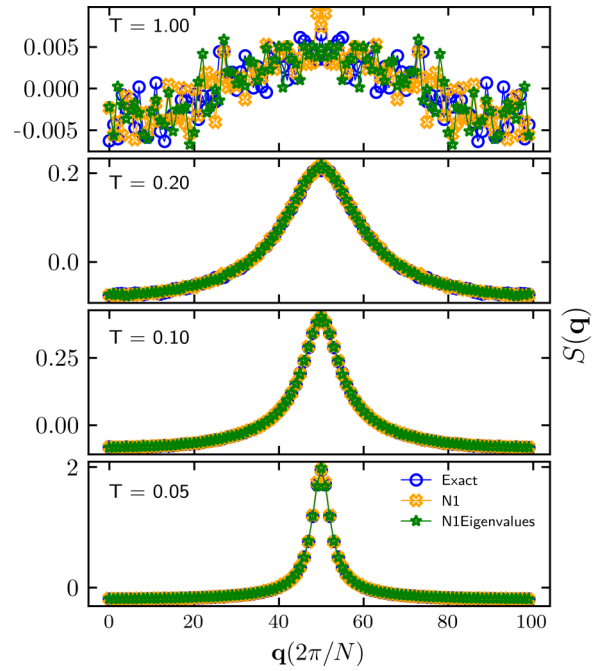 T = 1.00
0.005
0.000
-0.005
T = 0.20
0.2
0.0
T = 0.10
0.25
0.00
T = 0.05
2
0
Exact
N1
N1Eigenvalues
0 20 40 60 80 100
q(2π/N)
S(q)